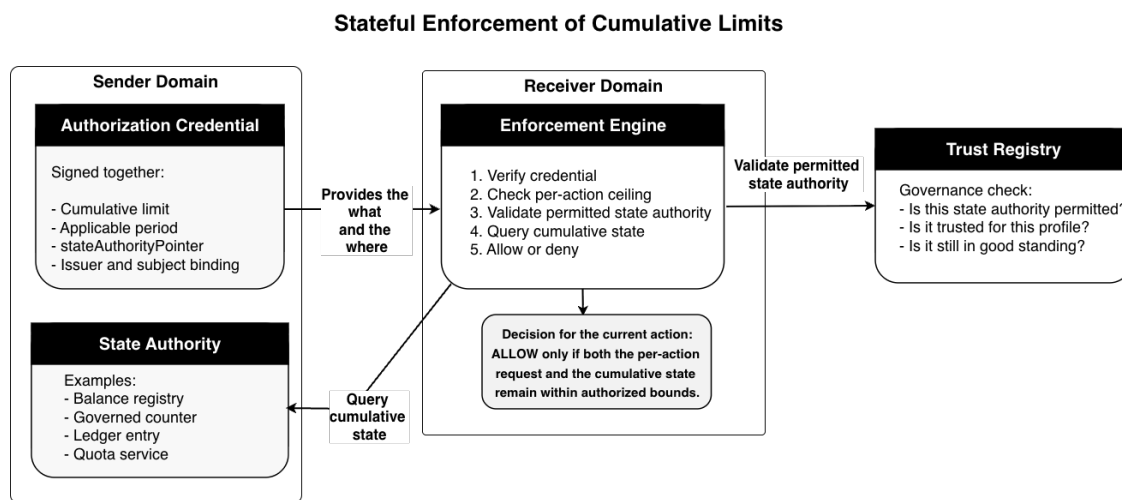 Stateful Enforcement of Cumulative Limits
Sender Domain
Authorization Credential
Signed together:
- Cumulative limit
- Applicable period
- stateAuthorityPointer
- Issuer and subject binding
State Authority
Examples:
- Balance registry
- Governed counter
- Ledger entry
- Quota service
Provides the
what
and the
where
Query
cumulative
state
Receiver Domain
Enforcement Engine
1. Verify credential
2. Check per-action ceiling
3. Validate permitted state authority
4. Query cumulative state
5. Allow or deny
Decision for the current action:
ALLOW only if both the per-action
request and the cumulative state
remain within authorized bounds.
Validate permitted
state authority
Trust Registry
Governance check:
- Is this state authority permitted?
- Is it trusted for this profile?
- Is it still in good standing?